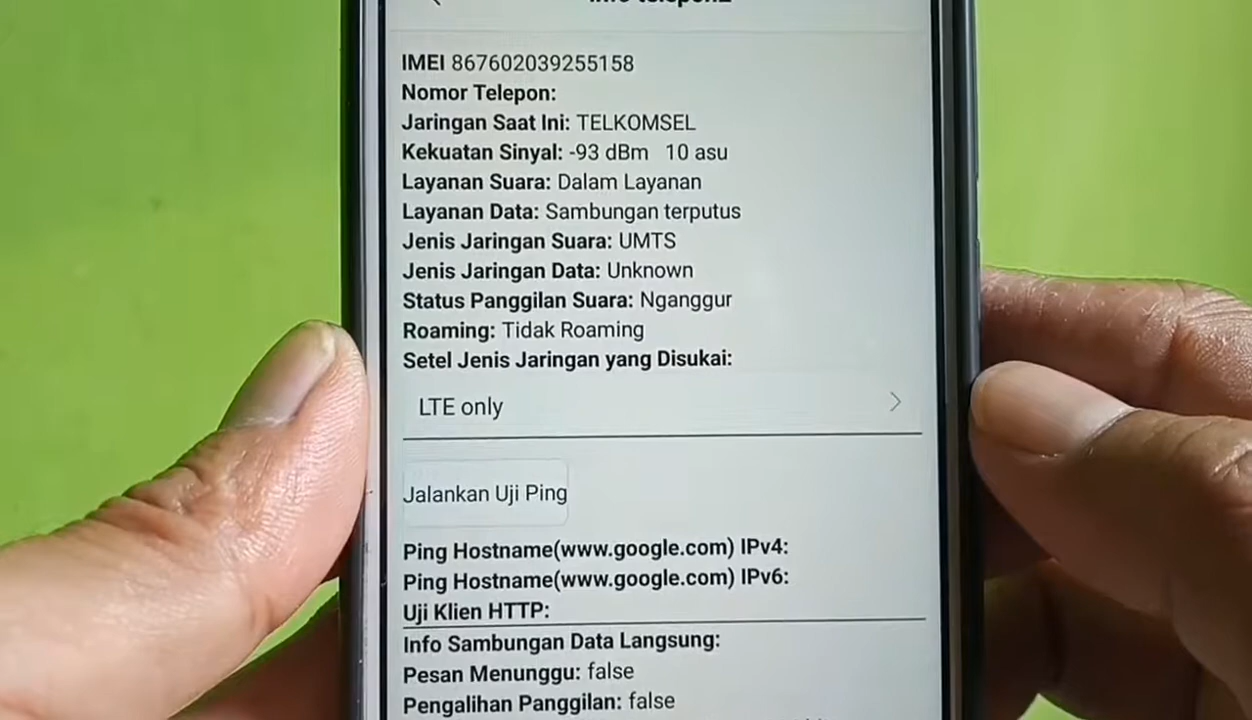 Info telepon2
IMEI 867602039255158
Nomor Telepon:
Jaringan Saat Ini: TELKOMSEL
Kekuatan Sinyal: -93 dBm 10 asu
Layanan Suara: Dalam Layanan
Layanan Data: Sambungan terputus
Jenis Jaringan Suara: UMTS
Jenis Jaringan Data: Unknown
Status Panggilan Suara: Nganggur
Roaming: Tidak Roaming
Setel Jenis Jaringan yang Disukai:
LTE only
Jalankan Uji Ping
Ping Hostname(www.google.com) IPv4:
Ping Hostname(www.google.com) IPv6:
Uji Klien HTTP:
Info Sambungan Data Langsung:
Pesan Menunggu: false
Pengalihan Panggilan: false